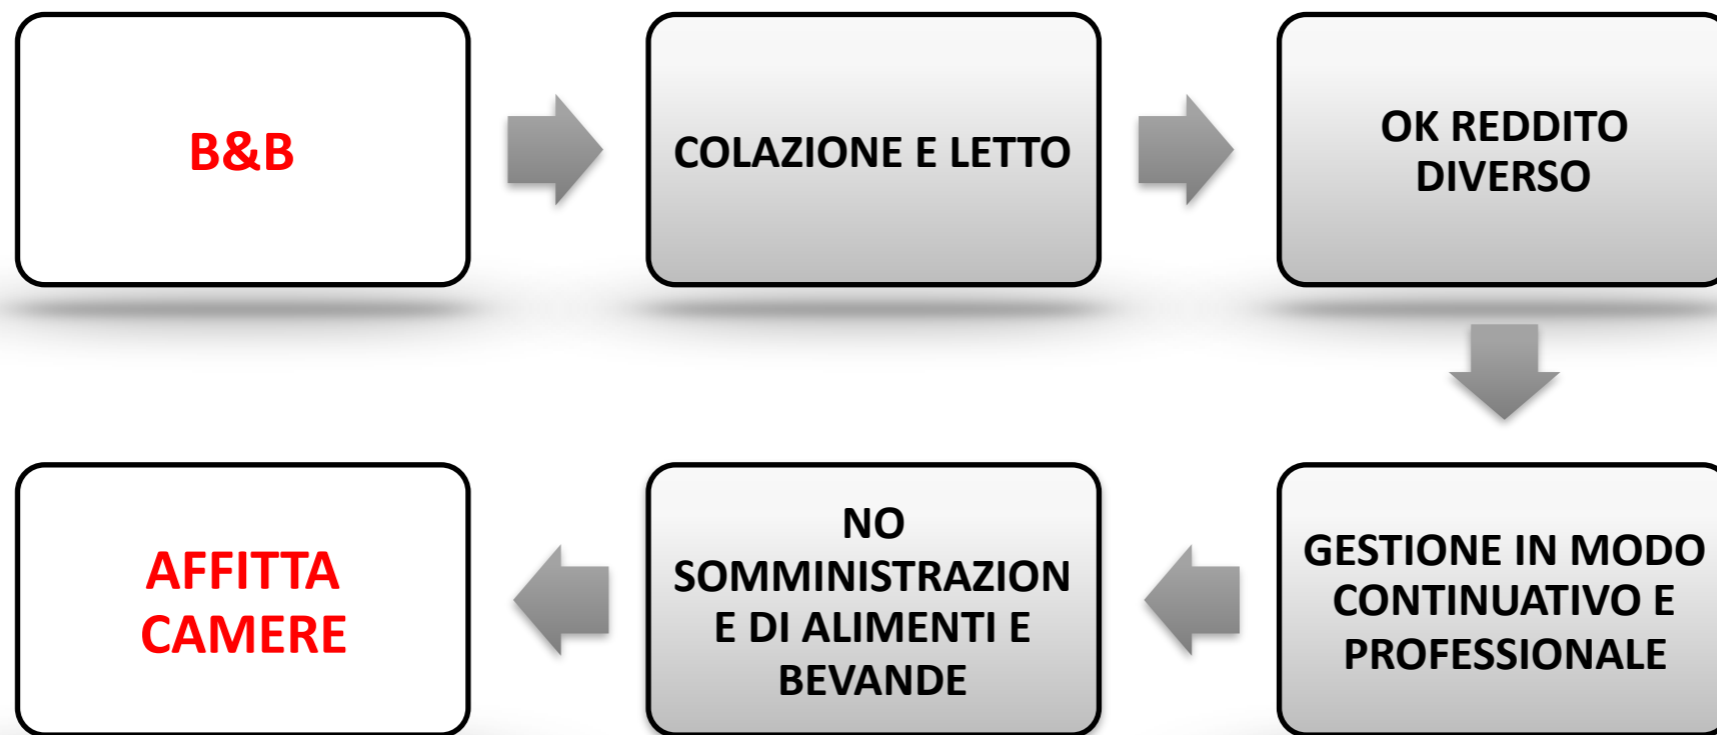 B&B
COLAZIONE E LETTO
OK REDDITO
DIVERSO
GESTIONE IN MODO
CONTINUATIVO E
PROFESSIONALE
NO
SOMMINISTRAZION
E DI ALIMENTI E
BEVANDE
AFFITTA
CAMERE